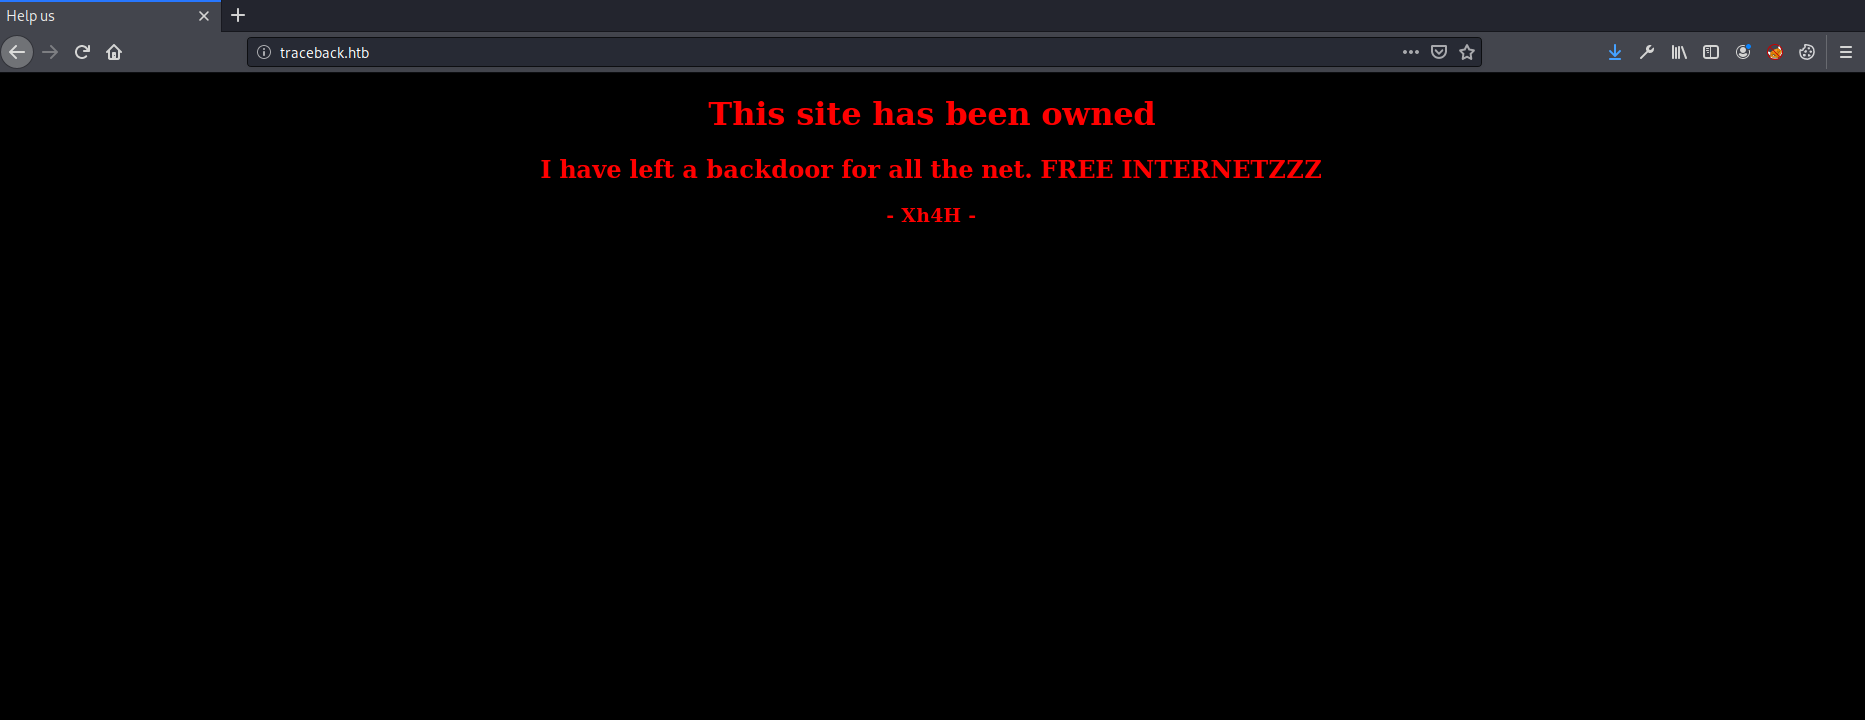 Help us
traceback.htb
This site has been owned
I have left a backdoor for all the net. FREE INTERNETZZZ
- Xh4H -